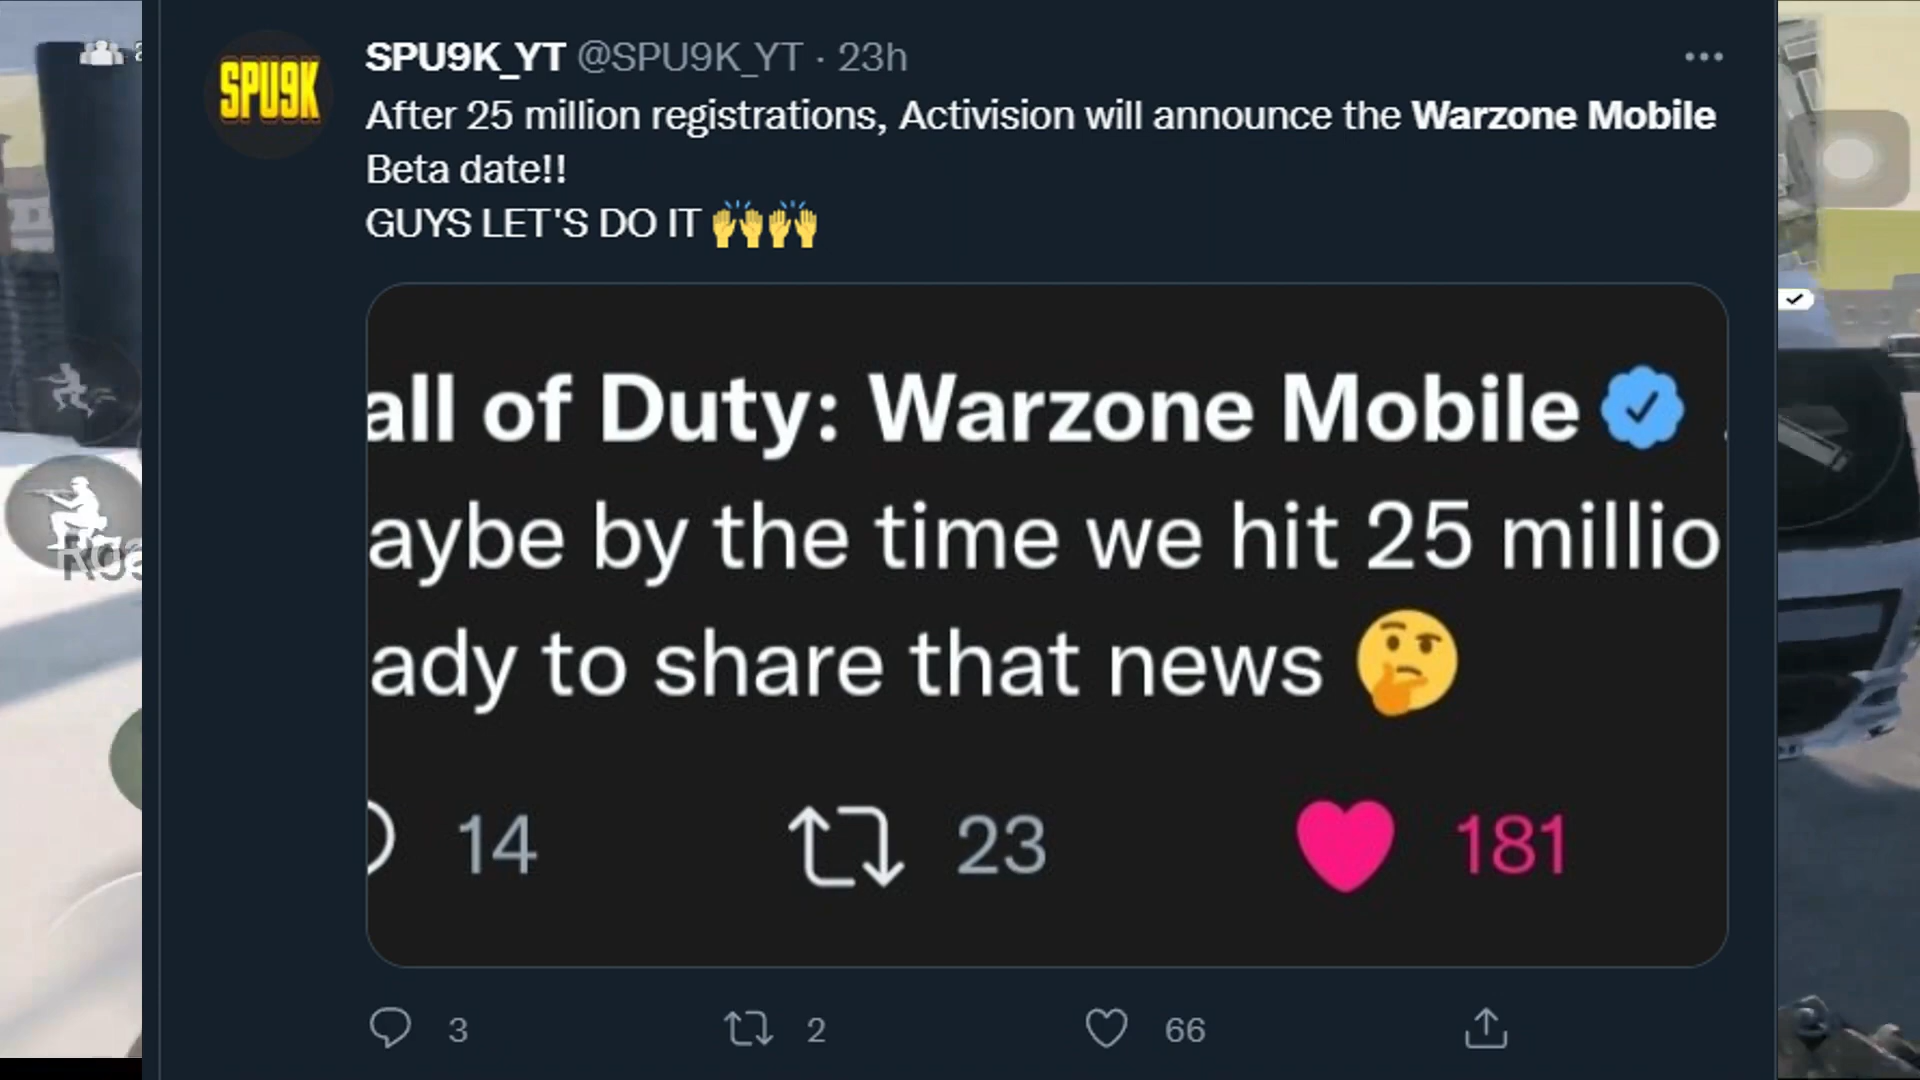 SPU9K
SPU9K_YT @SPU9K_YT · 23h
After 25 million registrations, Activision will announce the Warzone Mobile
Beta date!!
GUYS LET'S DO IT 🙌🙌
all of Duty: Warzone Mobile
aybe by the time we hit 25 millio
ady to share that news 🤔
14 23 181
3 2 66